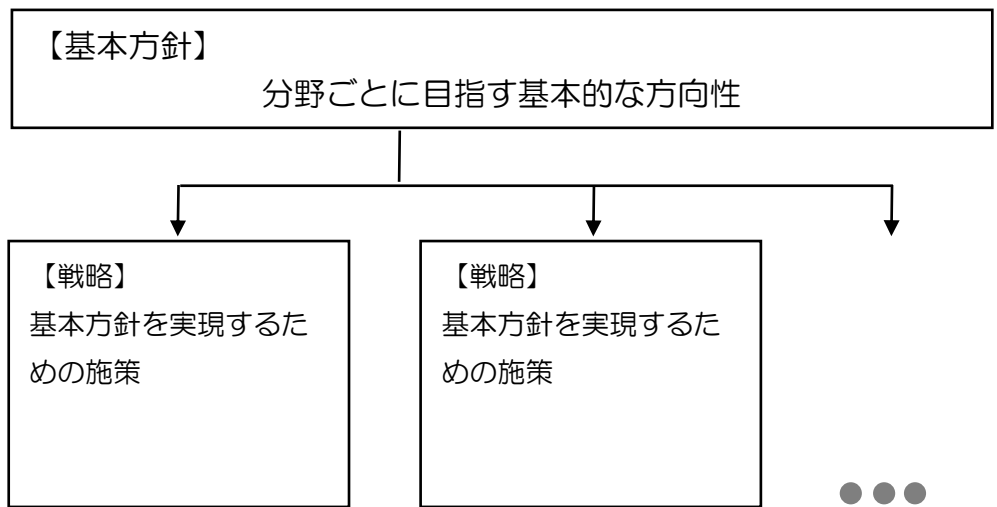 【基本方針】
分野ごとに目指す基本的な方向性
【戦略】
基本方針を実現するた
めの施策
【戦略】
基本方針を実現するた
めの施策